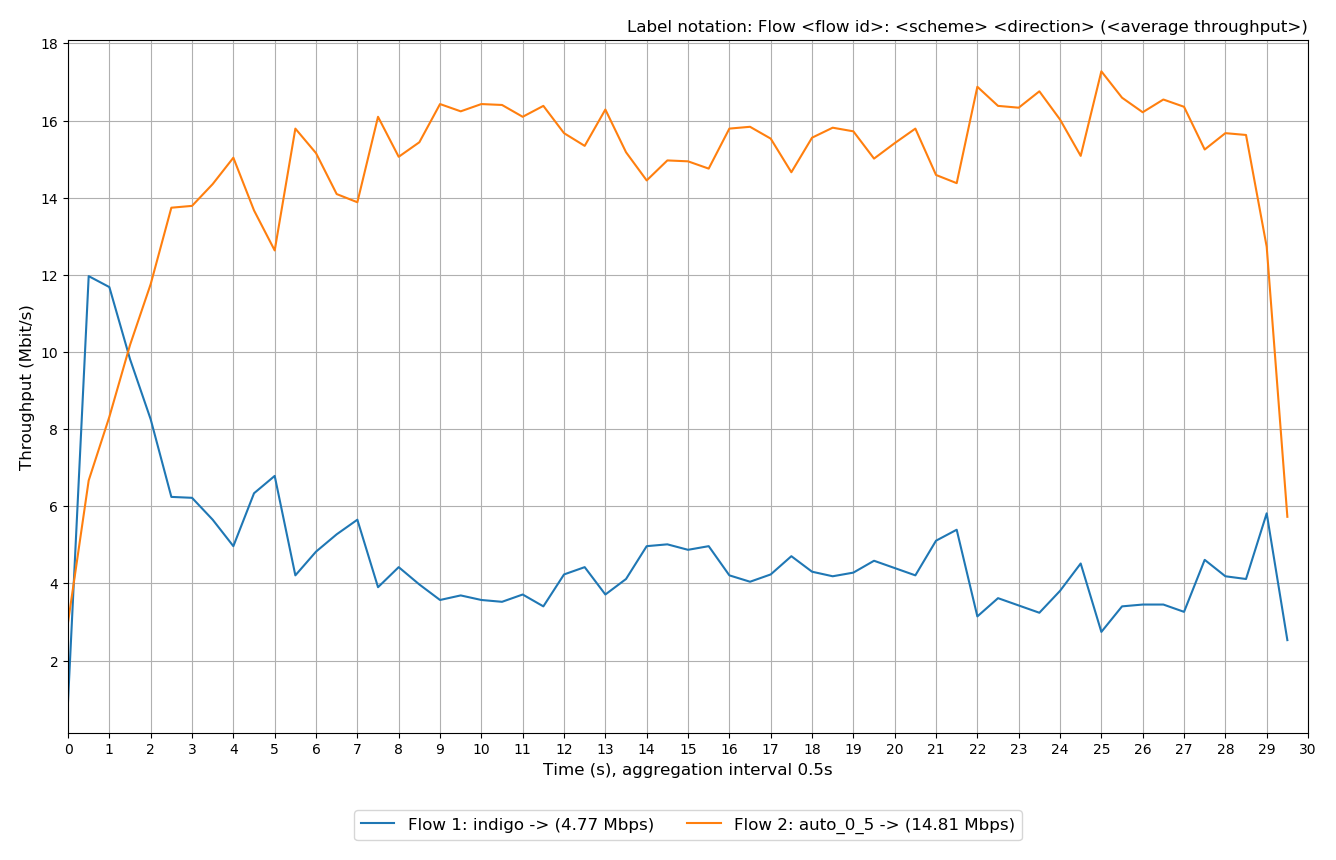 Label notation: Flow <flow id>: <scheme> <direction> (<average throughput>)
18
16
14
12
10
8
6
4
2
Throughput (Mbit/s)
0 1 2 3 4 5 6 7 8 9 10 11 12 13 14 15 16 17 18 19 20 21 22 23 24 25 26 27 28 29 30
Time (s), aggregation interval 0.5s
Flow 1: indigo -> (4.77 Mbps) Flow 2: auto_0_5 -> (14.81 Mbps)